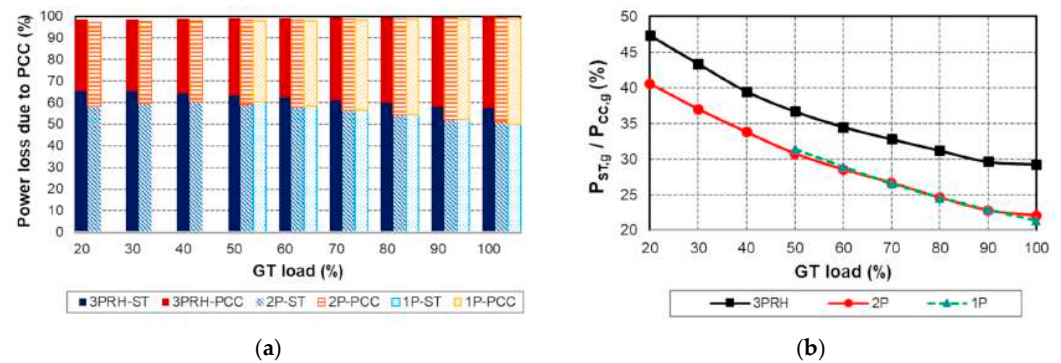 Power loss due to PCC (%)
100
90
80
70
60
50
40
30
20
10
0
20 30 40 50 60 70 80 90 100
GT load (%)
3PRH-ST 3PRH-PCC 2P-ST 2P-PCC 1P-ST 1P-PCC
(a)
P ST,g / P CC,g (%)
50
45
40
35
30
25
20
20 30 40 50 60 70 80 90 100
GT load (%)
3PRH 2P 1P
(b)